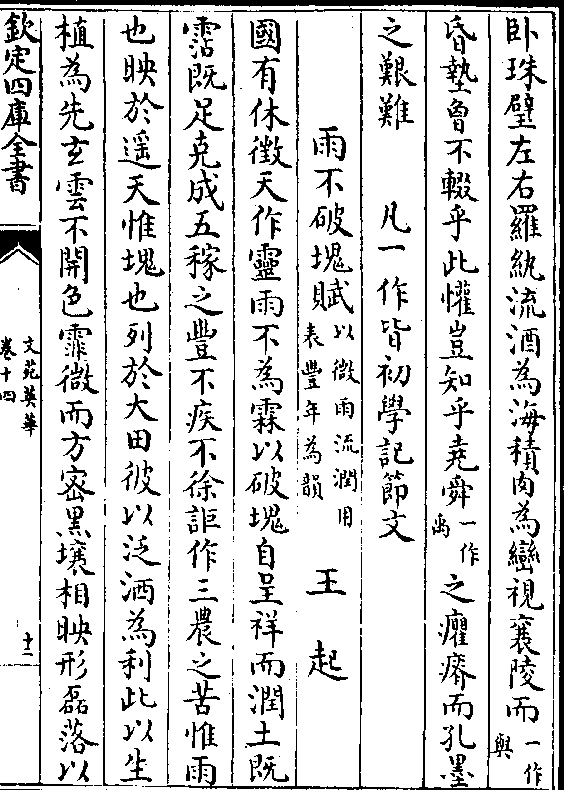 卧珠璧左右羅紈流酒為海積肉為巒視襄陵而一作與
昏墊曾不輟乎此懽豈知乎堯舜一作禹之癯瘠而孔墨
之艱難 凡一作皆初學記節文
雨不破塊賦以微雨流潤用表豐年為韻 王起
國有休徴天作靈雨不為霖以破塊自呈祥而潤土既
霑既足克成五稼之豐不疾不徐詎作三農之苦惟雨
也映於遥天惟塊也列於大田彼以泛洒為利此以生
植為先玄雲不開色霏微而方密黒壤相映形磊落以
欽定四庫全書
文苑英華
卷十四
十二